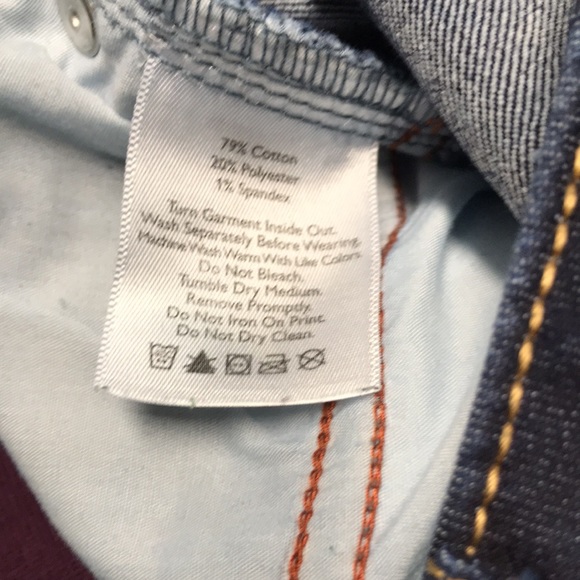 79% Cotton
20% Polyester
1% Spandex
Turn Garment Inside Out.
Wash Separately Before Wearing.
Machine Wash Warm With Like Colors.
Do Not Bleach.
Tumble Dry Medium.
Remove Promptly.
Do Not Iron On Print.
Do Not Dry Clean.